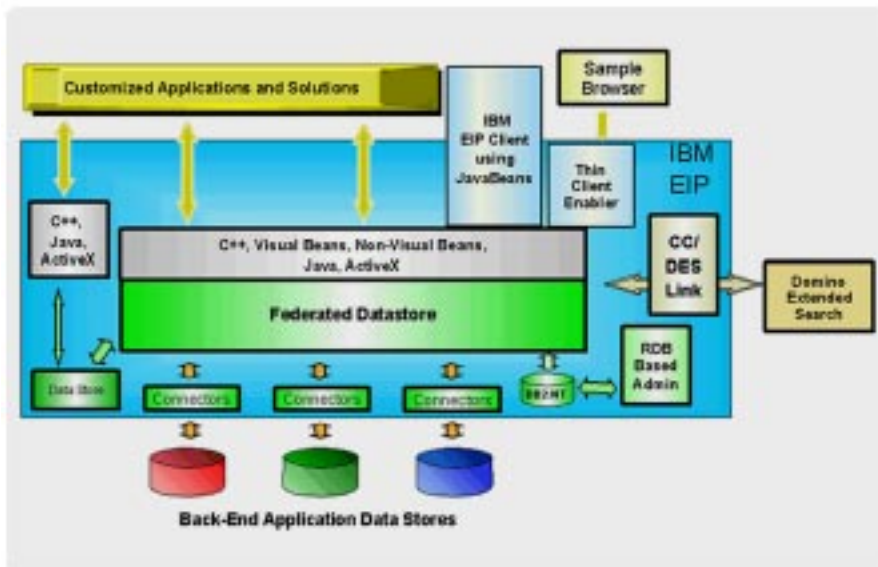 Customized Applications and Solutions
IBM
EIP Client
using
JavaBeans
Sample
Browser
Thin
Client
Enabler
IBM
EIP
C++,
Java,
ActiveX
C++, Visual Beans, Non-Visual Beans,
Java, ActiveX
CC/
DES
Link
Domino
Extended
Search
Federated Datastore
RDB
Based
Admin
Data Store
Connectors
Connectors
Connectors
DB2/NT
Back-End Application Data Stores